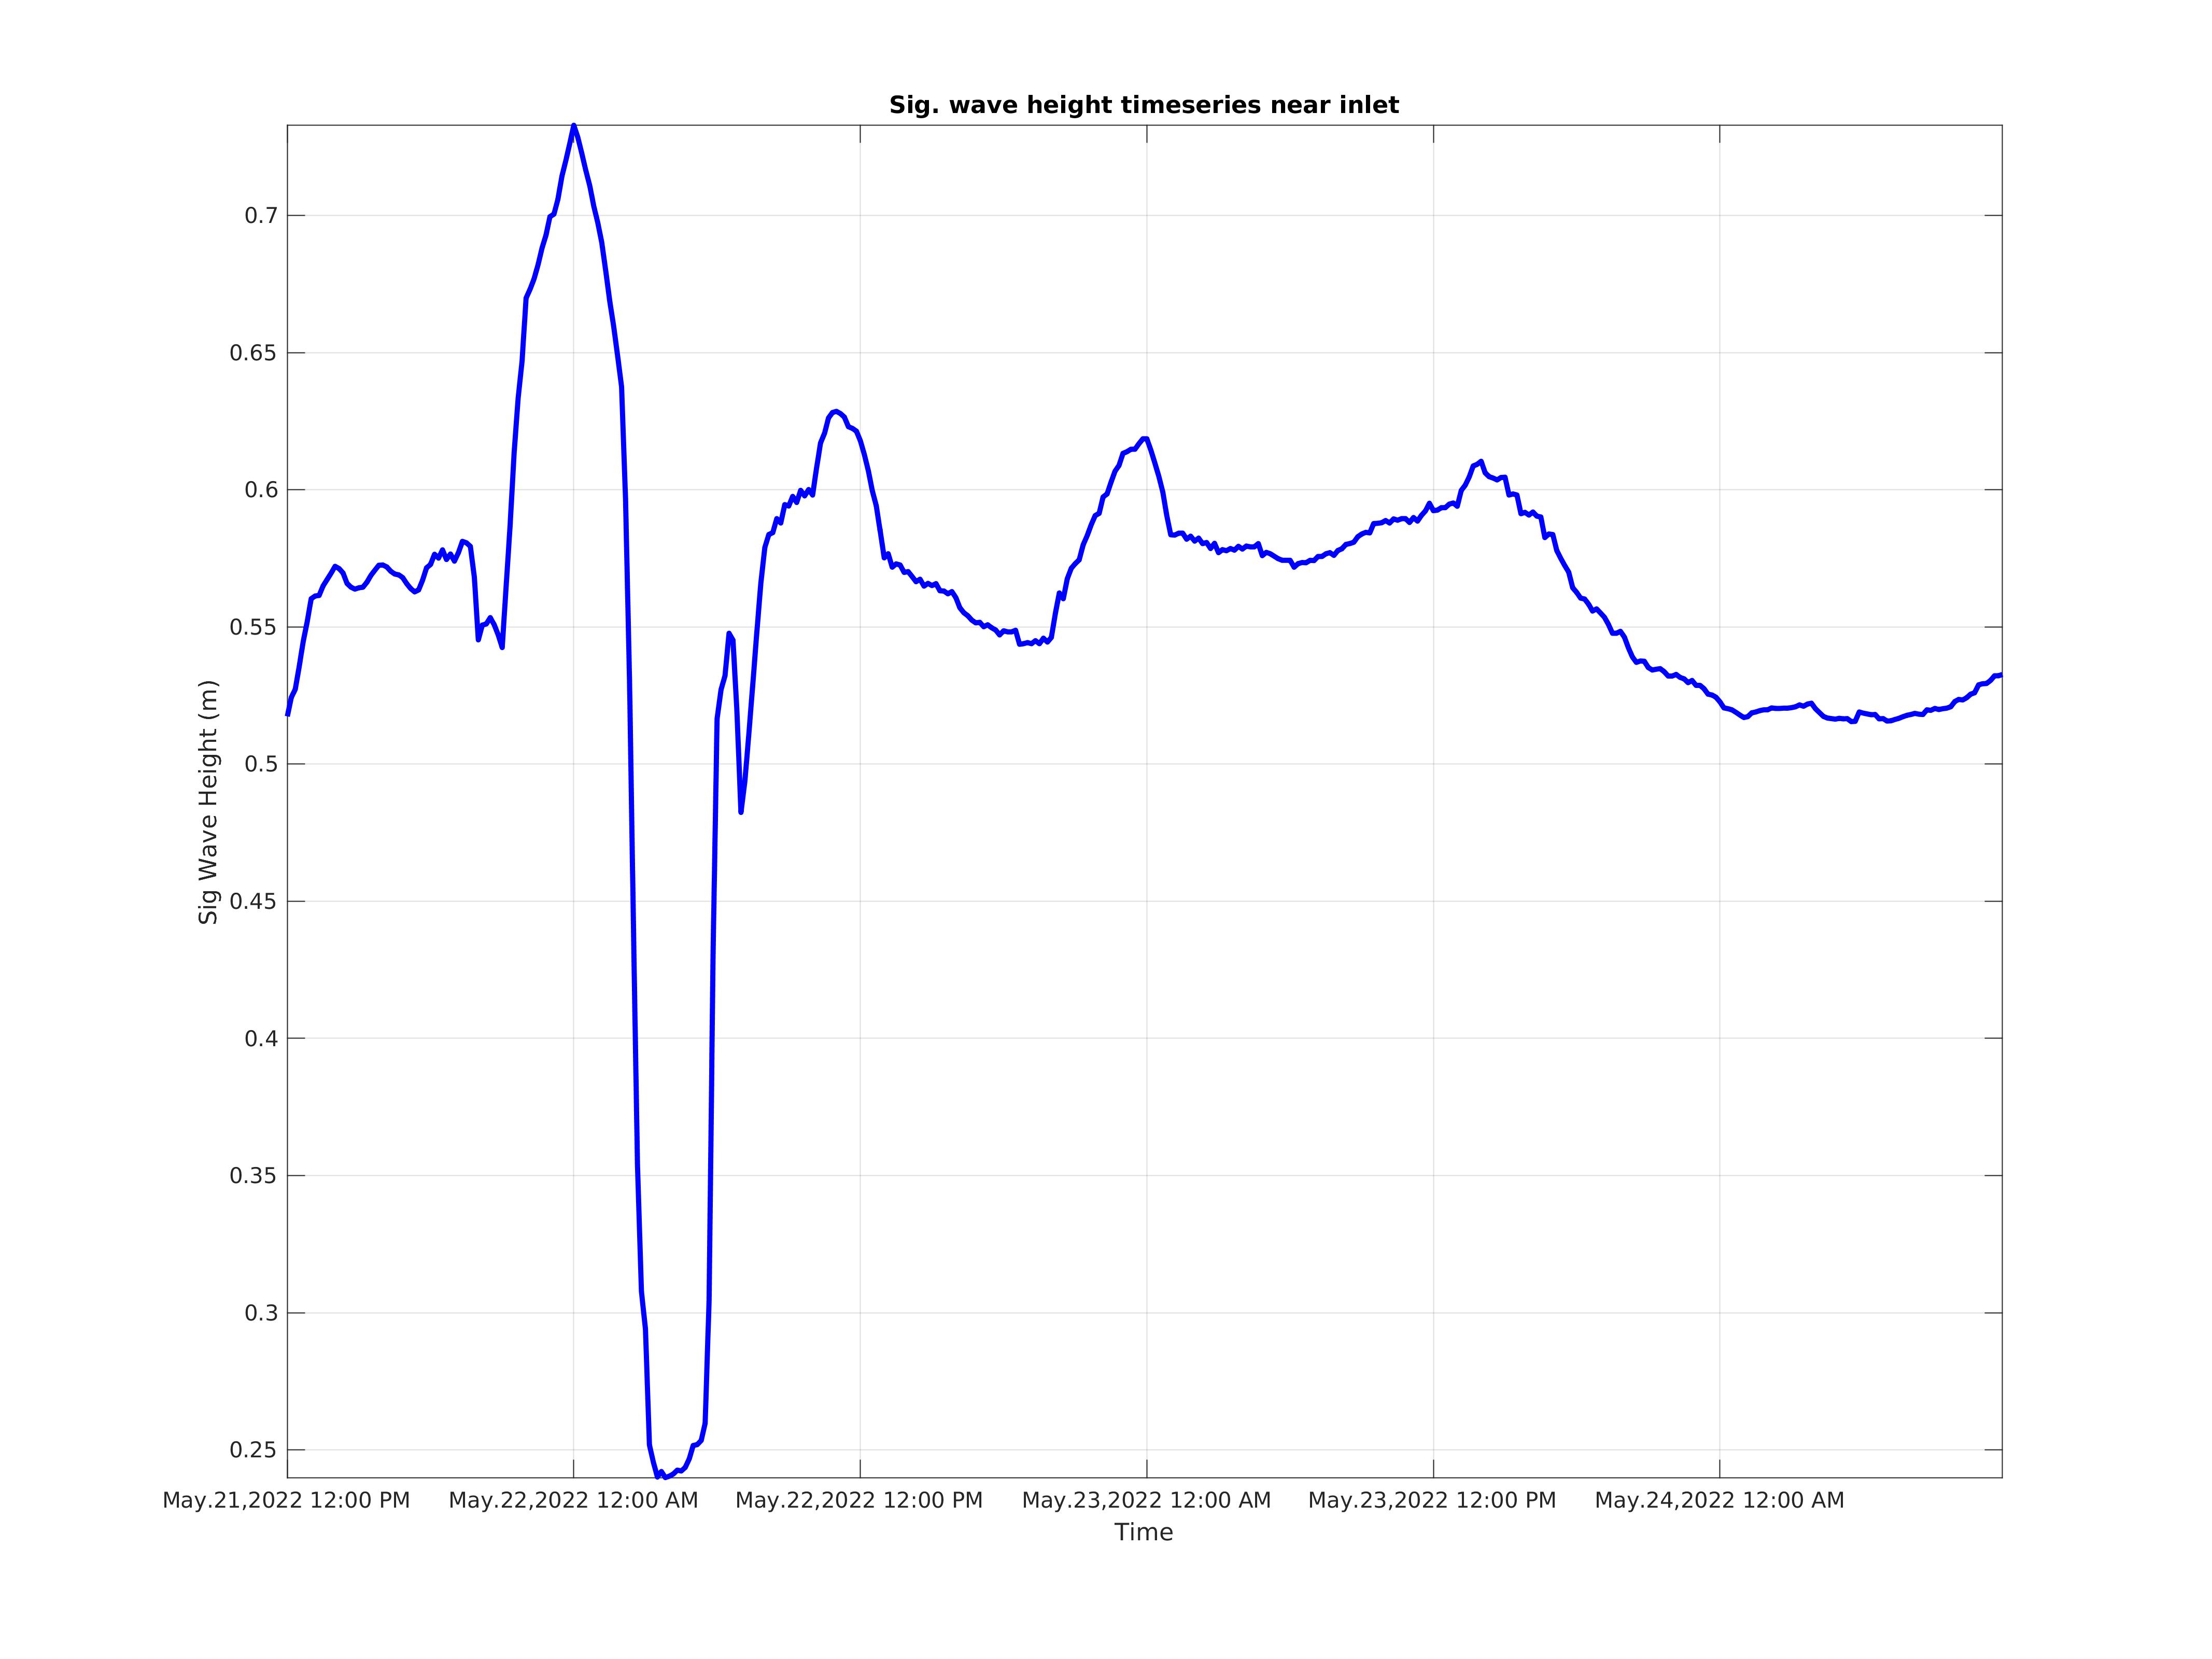 Sig. wave height timeseries near inlet
0.7
0.65
0.6
0.55
0.5
0.45
0.4
0.35
0.3
0.25
Sig Wave Height (m)
May.21,2022 12:00 PM May.22,2022 12:00 AM May.22,2022 12:00 PM May.23,2022 12:00 AM May.23,2022 12:00 PM May.24,2022 12:00 AM
Time